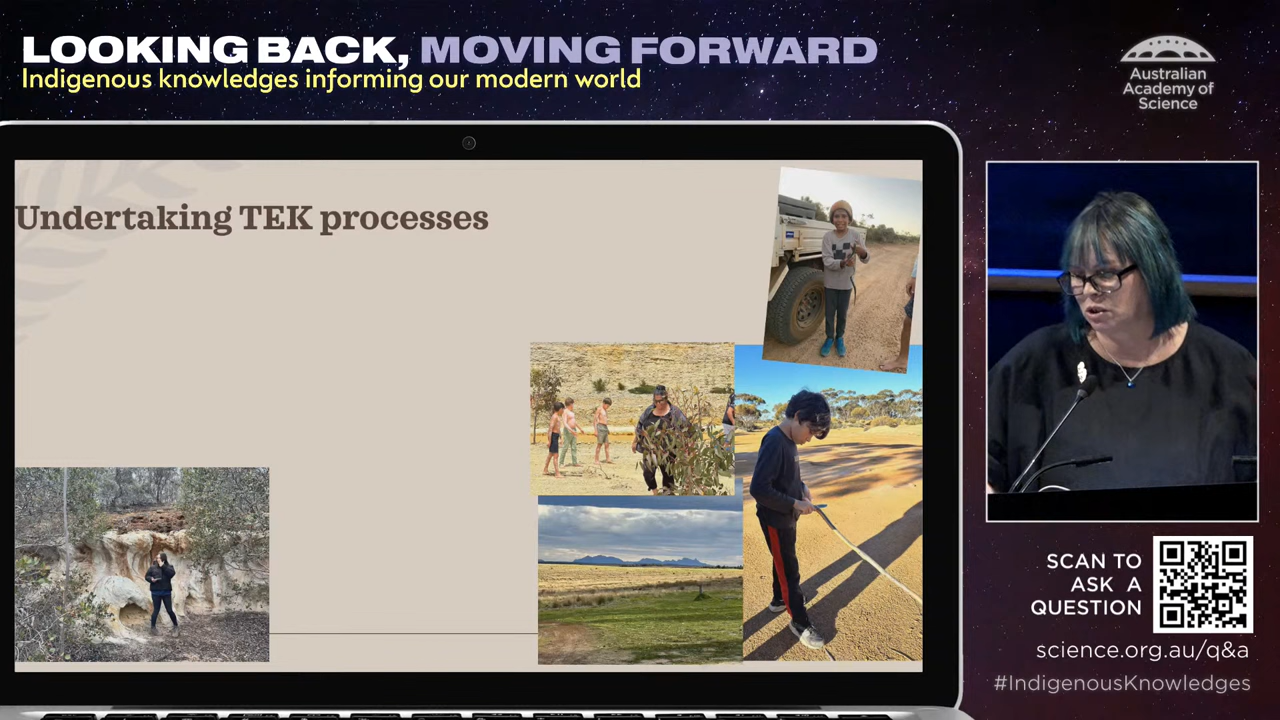 LOOKING BACK, MOVING FORWARD
Indigenous knowledges informing our modern world
Australian
Academy of
Science
Undertaking TEK processes
SCAN TO
ASK A
QUESTION
science.org.au/q&a
#IndigenousKnowledges